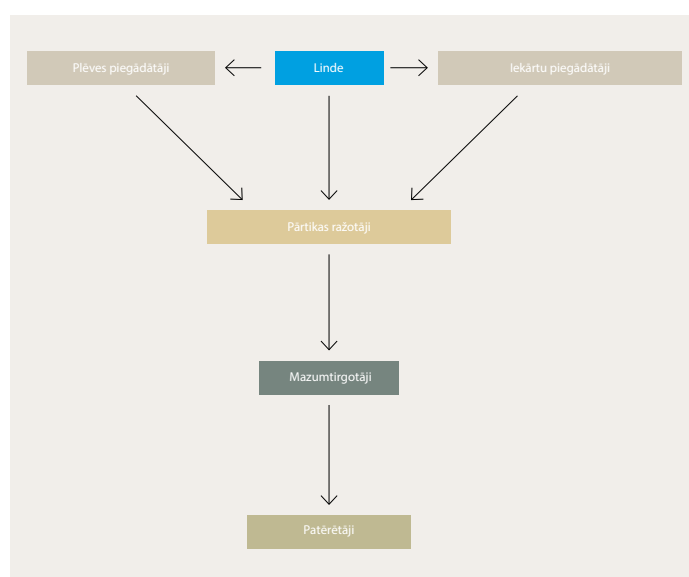 Plēves piegādātāji
Linde
Iekārtu piegādātāji
Pārtikas ražotāji
Mazumtirgotāji
Patērētāji